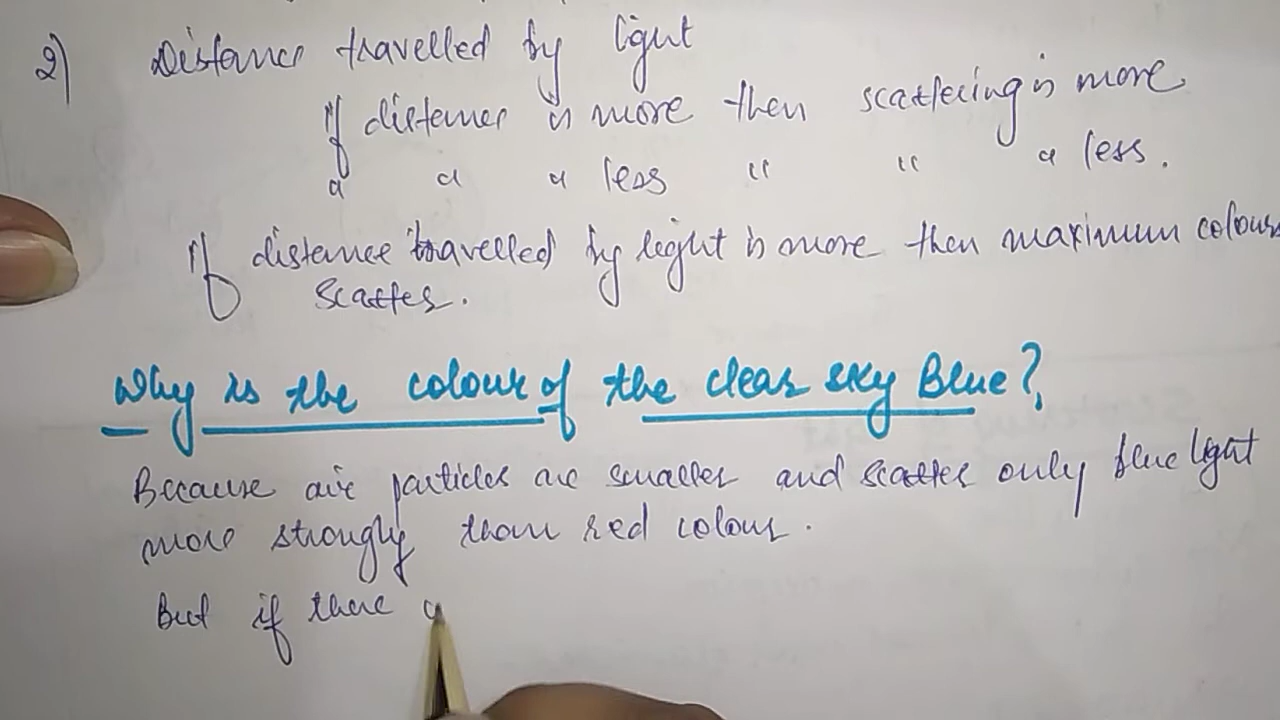 2) Distance travelled by light
If distance is more then scattering is more
" " " less " " " less.
If distance travelled by light is more then maximum colours
scatter.
Why is the colour of the clear sky Blue?
Because air particles are smaller and scatter only blue light
more strongly than red colour.
But if there